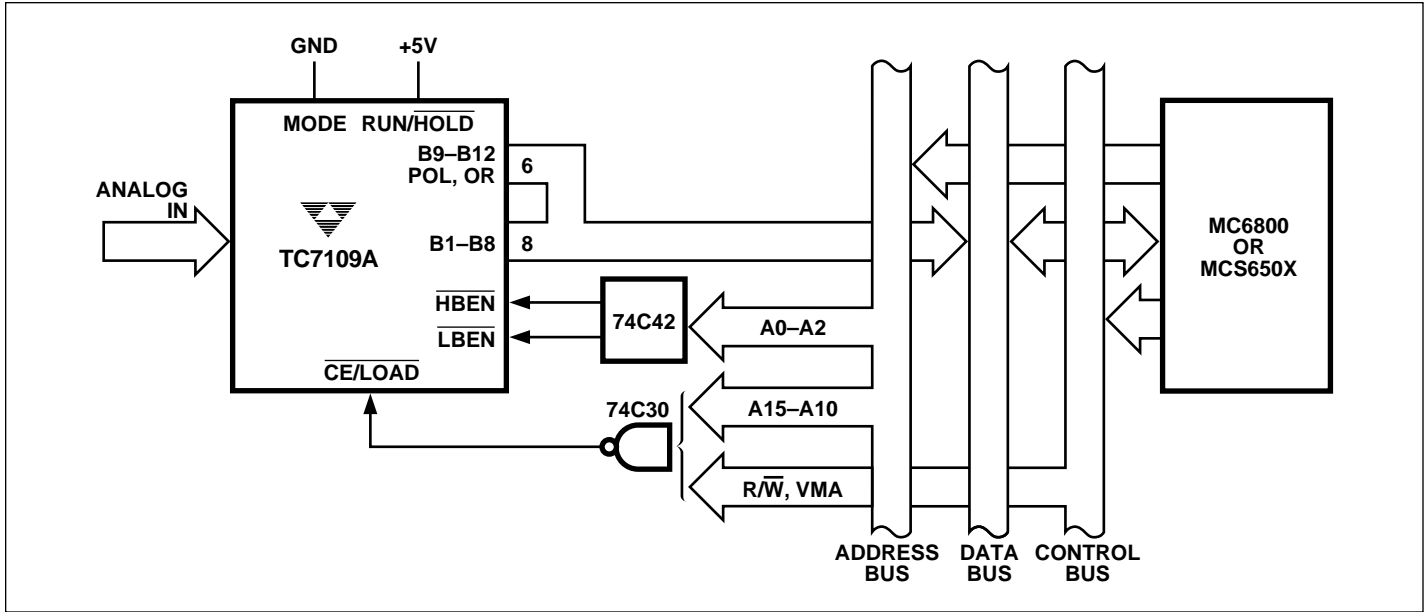 GND +5V
MODE RUN/HOLD
B9–B12
POL, OR
6
ANALOG
IN
TC7109A
B1–B8
8
HBEN
LBEN
CE/LOAD
74C42
A0–A2
74C30
A15–A10
R/W, VMA
MC6800
OR
MCS650X
ADDRESS
BUS
DATA
BUS
CONTROL
BUS